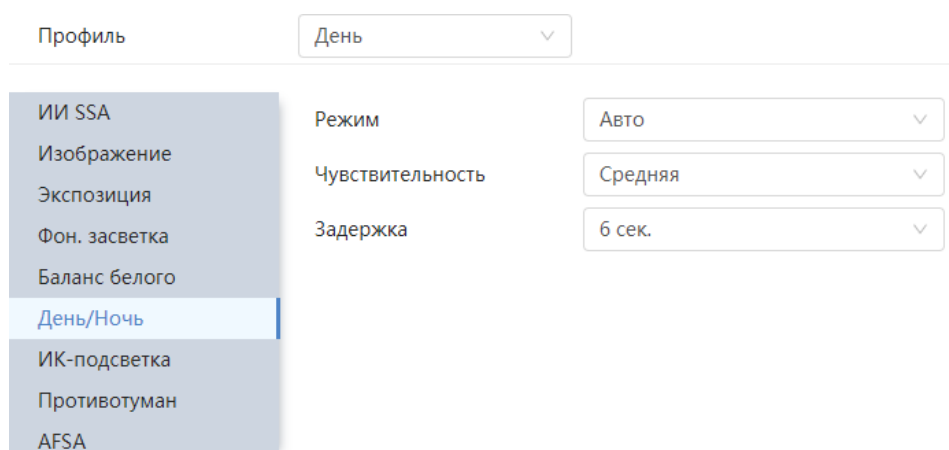 Профиль День
ИИ SSA
Изображение
Экспозиция
Фон. засветка
Баланс белого
День/Ночь
ИК-подсветка
Противотуман
AFSA
Режим Авто
Чувствительность Средняя
Задержка 6 сек.